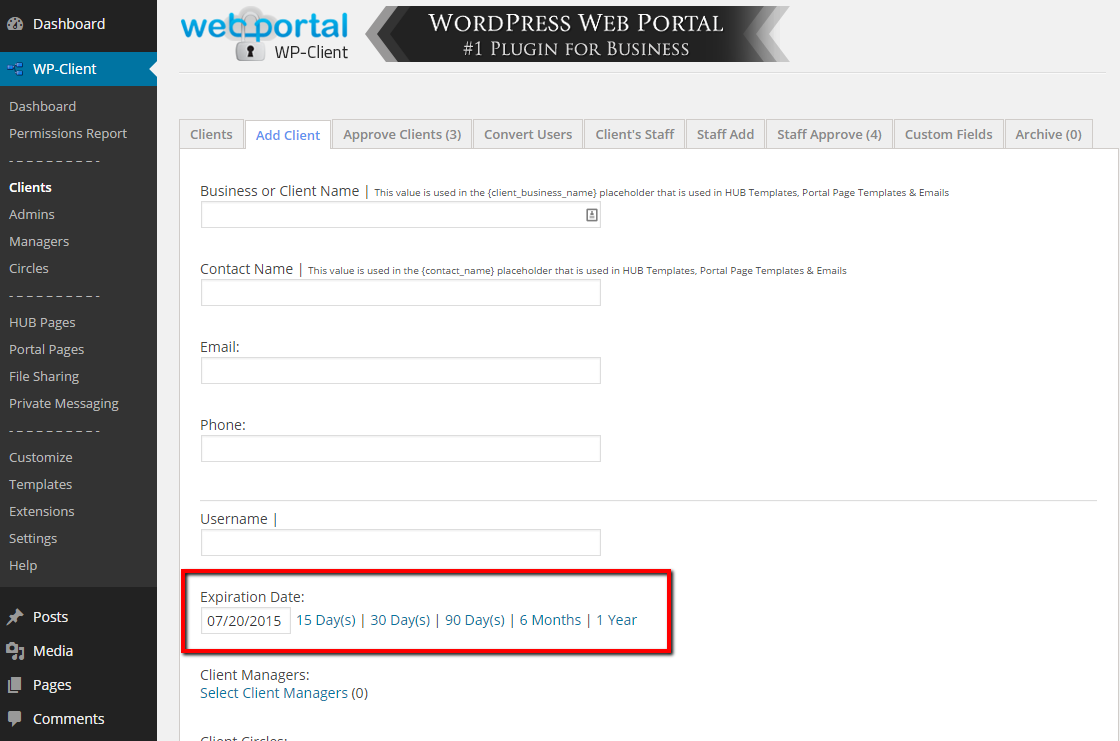 Dashboard
WP-Client
Dashboard
Permissions Report
- - - - - - - - - -
Clients
Admins
Managers
Circles
- - - - - - - - - -
HUB Pages
Portal Pages
File Sharing
Private Messaging
- - - - - - - - - -
Customize
Templates
Extensions
Settings
Help
Posts
Media
Pages
Comments
web portal
WP-Client
WordPress Web Portal
#1 Plugin for Business
Clients Add Client Approve Clients (3) Convert Users Client's Staff Staff Add Staff Approve (4) Custom Fields Archive (0)
Business or Client Name | This value is used in the {client_business_name} placeholder that is used in HUB Templates, Portal Page Templates & Emails
Contact Name | This value is used in the {contact_name} placeholder that is used in HUB Templates, Portal Page Templates & Emails
Email:
Phone:
Username |
Expiration Date:
07/20/2015 15 Day(s) | 30 Day(s) | 90 Day(s) | 6 Months | 1 Year
Client Managers:
Select Client Managers (0)
Client Circles: